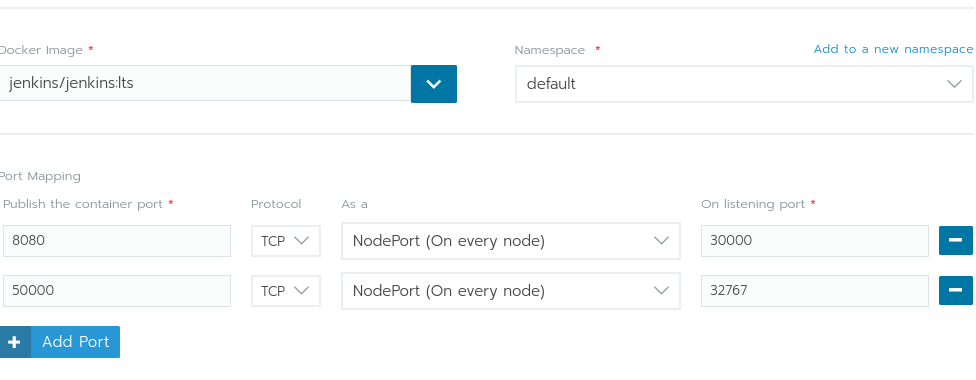 Docker Image *
Namespace *
Add to a new namespace
jenkins/jenkins:lts
default
Port Mapping
Publish the container port *
Protocol
As a
On listening port *
8080
TCP
NodePort (On every node)
30000
50000
TCP
NodePort (On every node)
32767
Add Port